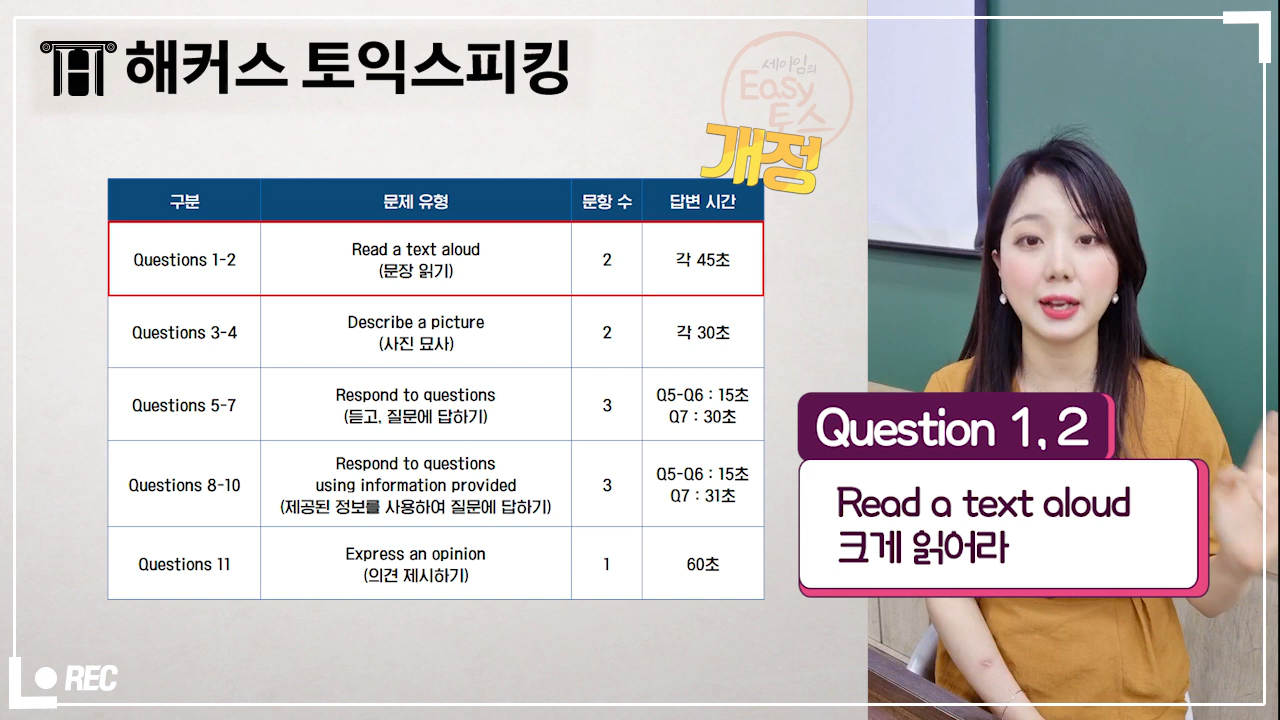 해커스 토익스피킹
세이임의
Easy
토스
개정
구분 문제 유형 문항 수 답변 시간
Questions 1-2 Read a text aloud (문장 읽기) 2 각 45초
Questions 3-4 Describe a picture (사진 묘사) 2 각 30초
Questions 5-7 Respond to questions (듣고, 질문에 답하기) 3 Q5-Q6 : 15초 Q7 : 30초
Questions 8-10 Respond to questions using information provided (제공된 정보를 사용하여 질문에 답하기) 3 Q5-Q6 : 15초 Q7 : 31초
Questions 11 Express an opinion (의견 제시하기) 1 60초
Question 1, 2
Read a text aloud
크게 읽어라
REC